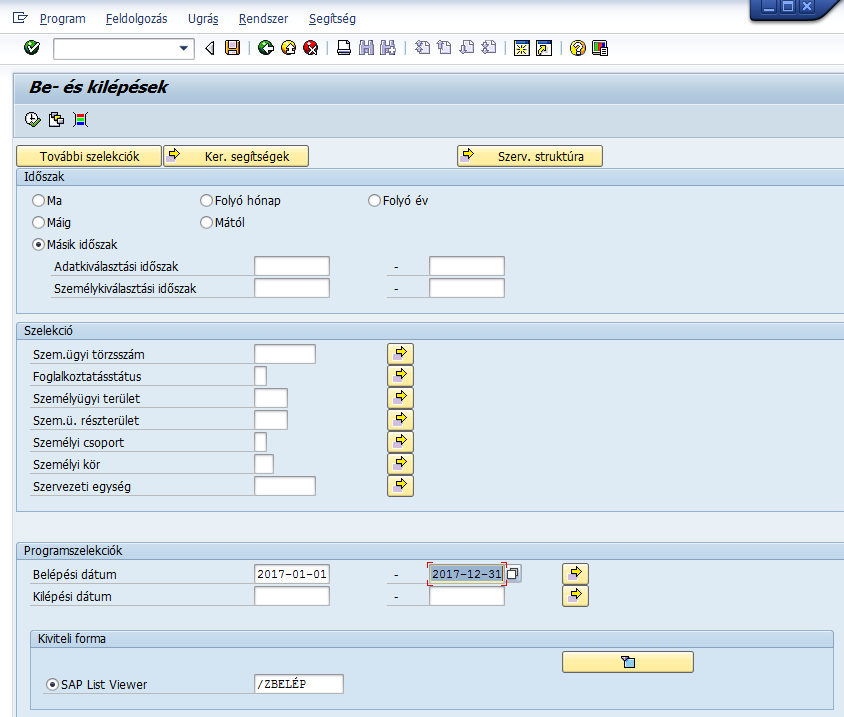 Program Feldolgozás Ugrás Rendszer Segítség
Be- és kilépések
További szelekciók Ker. segítségek Szerv. struktúra
Időszak
Ma Folyó hónap Folyó év
Máig Mától
Másik időszak
Adatkiválasztási időszak -
Személykiválasztási időszak -
Szelekció
Szem.ügyi törzsszám
Foglalkoztatásstátus
Személyügyi terület
Szem.ü. részterület
Személyi csoport
Személyi kör
Szervezeti egység
Programszelekciók
Belépési dátum 2017-01-01 - 2017-12-31
Kilépési dátum -
Kiviteli forma
SAP List Viewer /ZBELÉP